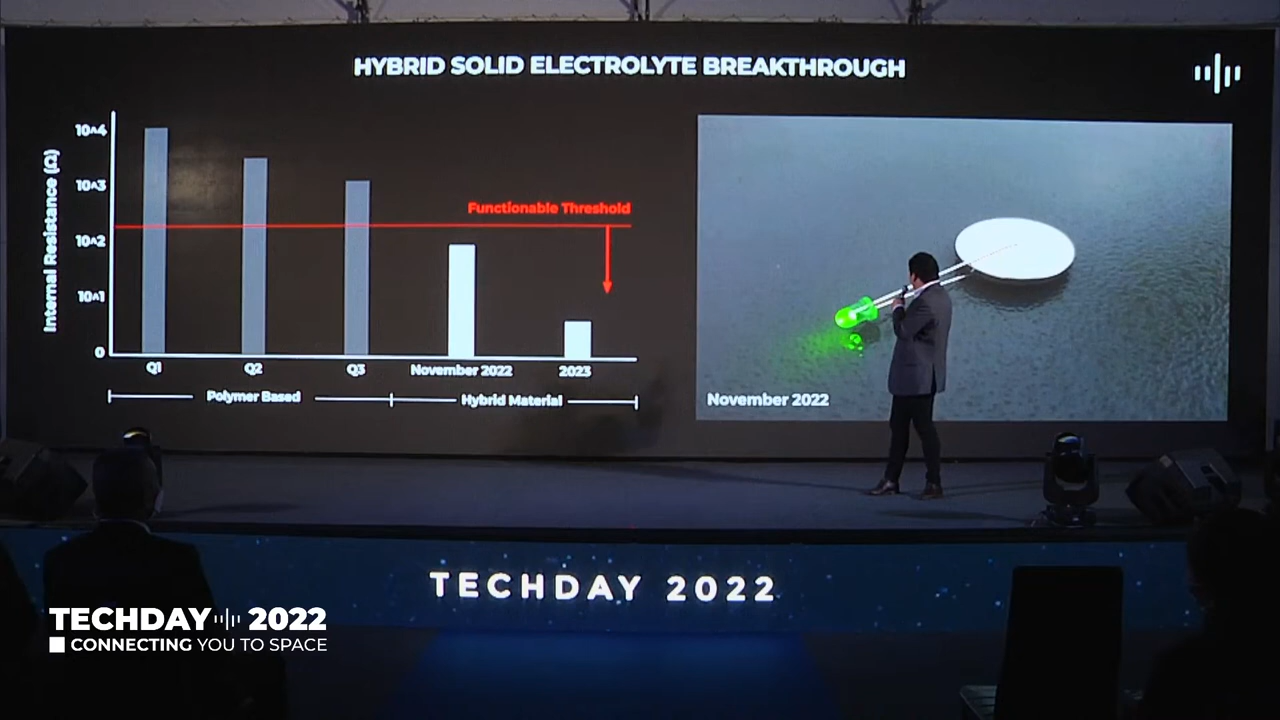 HYBRID SOLID ELECTROLYTE BREAKTHROUGH
Internal Resistance (Ω)
10^4
10^3
10^2
10^1
0
Functionable Threshold
Q1 Q2 Q3 November 2022 2023
Polymer Based Hybrid Material
November 2022
TECHDAY 2022
TECHDAY 2022
CONNECTING YOU TO SPACE